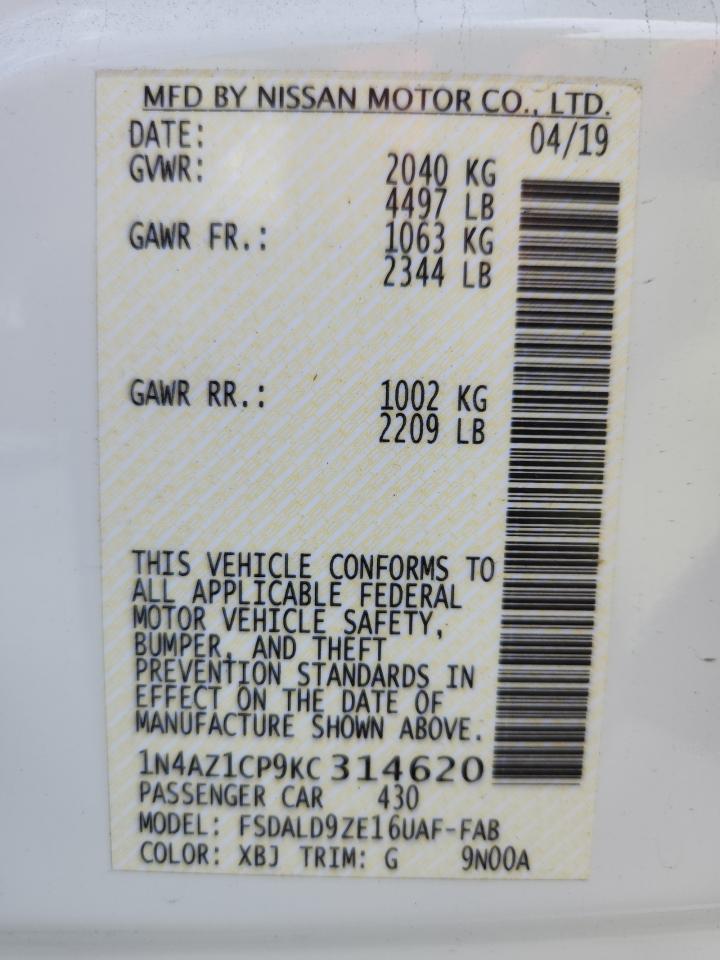 MFD BY NISSAN MOTOR CO., LTD.
DATE: 04/19
GVWR: 2040 KG
4497 LB
GAWR FR.: 1063 KG
2344 LB
GAWR RR.: 1002 KG
2209 LB
THIS VEHICLE CONFORMS TO
ALL APPLICABLE FEDERAL
MOTOR VEHICLE SAFETY,
BUMPER, AND THEFT
PREVENTION STANDARDS IN
EFFECT ON THE DATE OF
MANUFACTURE SHOWN ABOVE.
1N4AZ1CP9KC314620
PASSENGER CAR 430
MODEL: FSDALD9ZE16UAF-FAB
COLOR: XBJ TRIM: G 9N00A